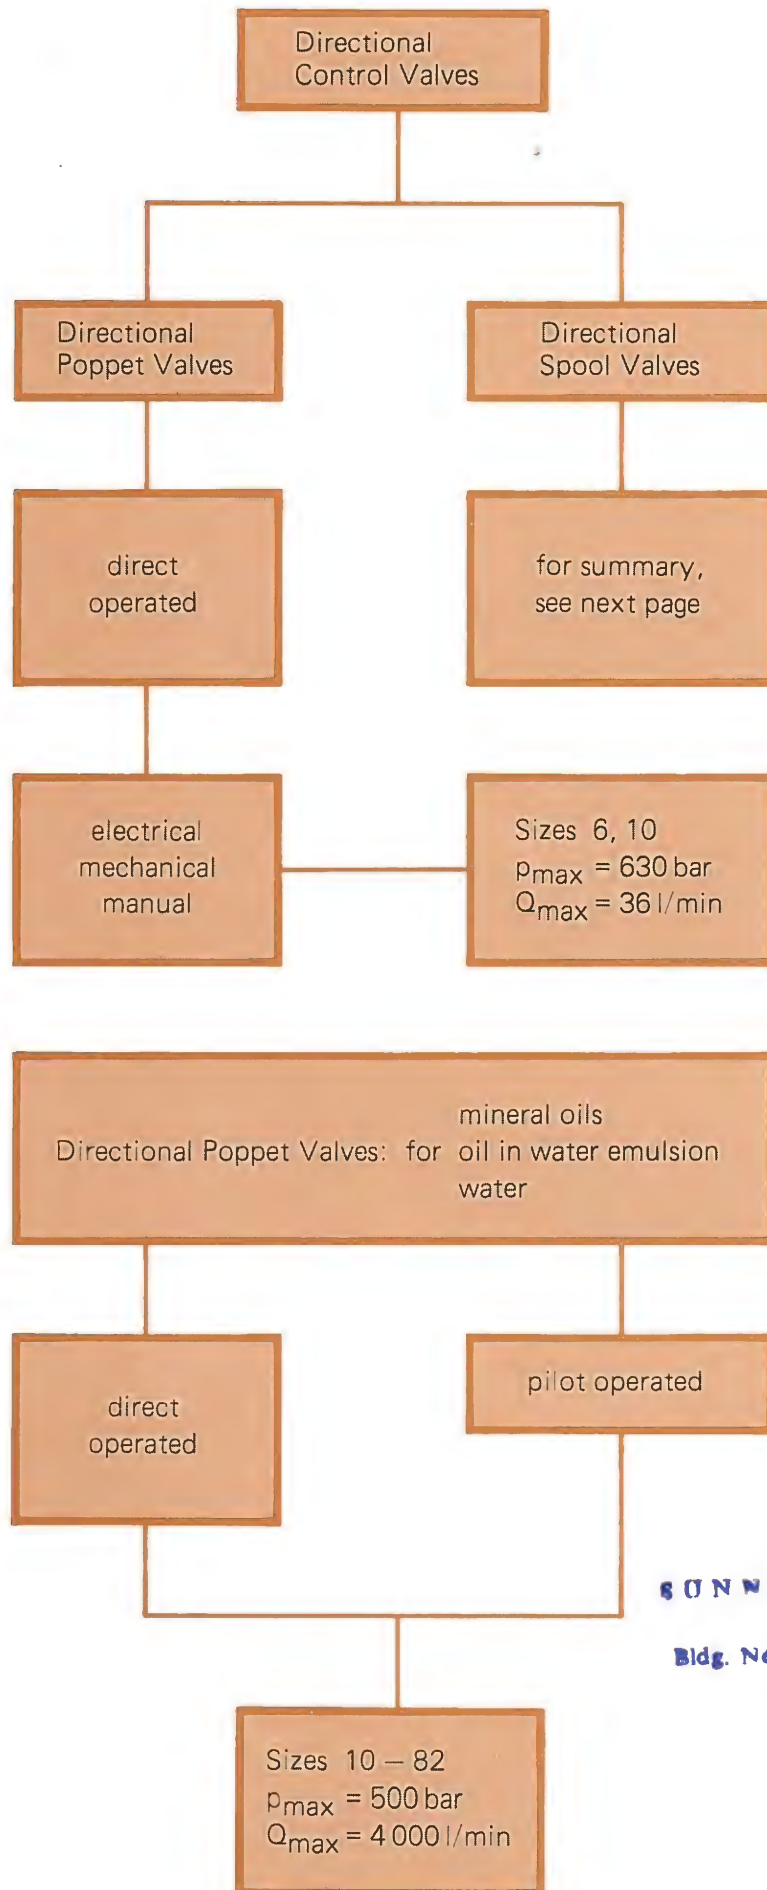 Directional
Control Valves
Directional
Poppet Valves
Directional
Spool Valves
direct
operated
for summary,
see next page
electrical
mechanical
manual
Sizes 6, 10
pmax = 630 bar
Qmax = 36 l/min
mineral oils
Directional Poppet Valves: for oil in water emulsion
water
direct
operated
pilot operated
S U N
Bldg.
Sizes 10 – 82
pmax = 500 bar
Qmax = 4 000 l/min